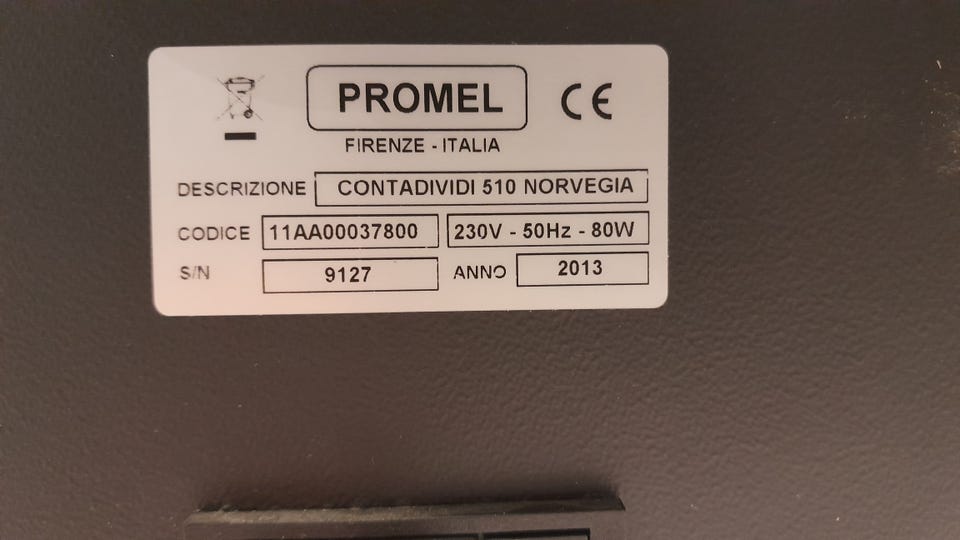 PROMEL
CE
FIRENZE - ITALIA
DESCRIZIONE CONTADIVIDI 510 NORVEGIA
CODICE 11AA00037800 230V - 50Hz - 80W
S/N 9127 ANNO 2013